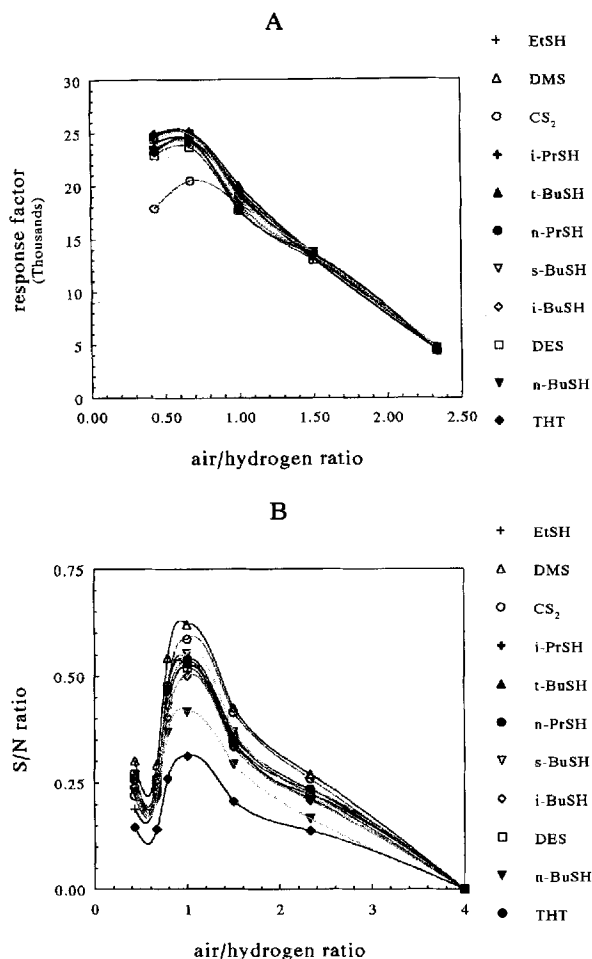 A
EtSH
DMS
CS2
i-PrSH
t-BuSH
n-PrSH
s-BuSH
i-BuSH
DES
n-BuSH
THT
response factor
(Thousands)
30
25
20
15
10
5
0
0.00 0.50 1.00 1.50 2.00 2.50
air/hydrogen ratio
B
EtSH
DMS
CS2
i-PrSH
t-BuSH
n-PrSH
s-BuSH
i-BuSH
DES
n-BuSH
THT
S/N ratio
0.75
0.50
0.25
0.00
0 1 2 3 4
air/hydrogen ratio